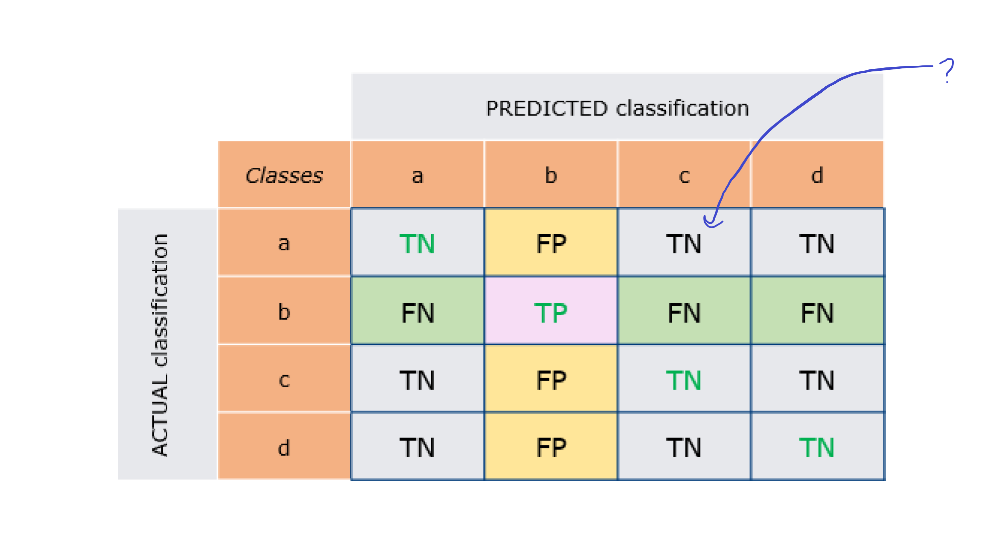 ?
PREDICTED classification
Classes a b c d
ACTUAL classification
a TN FP TN TN
b FN TP FN FN
c TN FP TN TN
d TN FP TN TN